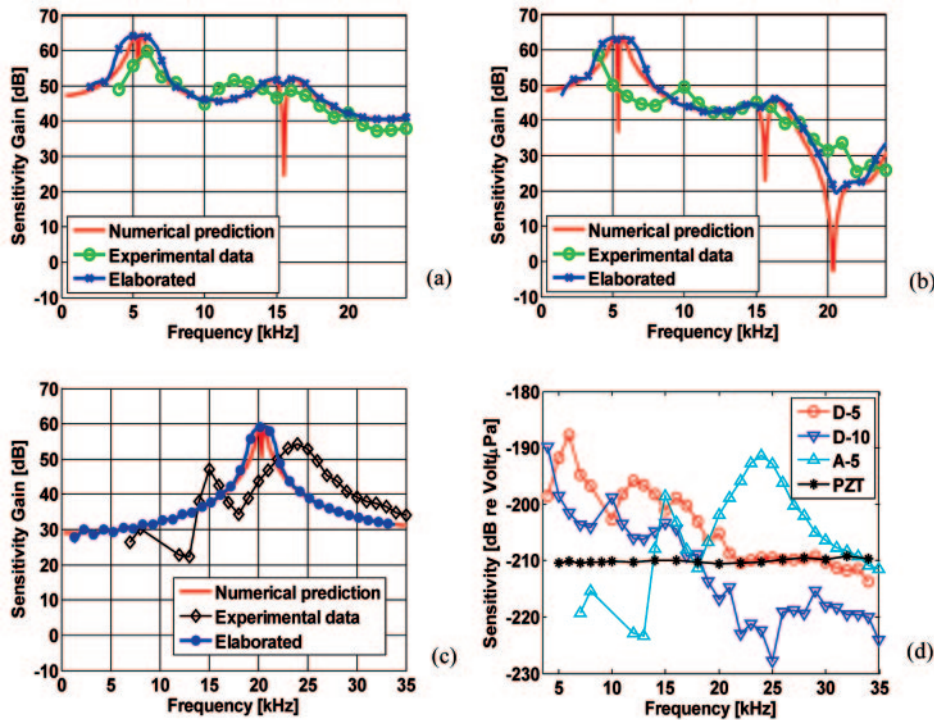 70
60
50
40
30
20
10
0
-10
Sensitivity Gain [dB]
Numerical prediction
Experimental data
Elaborated
0
5
10
15
20
Frequency [kHz]
(a)
70
60
50
40
30
20
10
0
-10
Sensitivity Gain [dB]
Numerical prediction
Experimental data
Elaborated
0
5
10
15
20
Frequency [kHz]
(b)
70
60
50
40
30
20
10
0
-10
Sensitivity Gain [dB]
Numerical prediction
Experimental data
Elaborated
0
5
10
15
20
25
30
35
Frequency [kHz]
(c)
-180
-190
-200
-210
-220
-230
Sensitivity [dB re Volt/μPa]
D-5
D-10
A-5
PZT
5
10
15
20
25
30
35
Frequency [kHz]
(d)